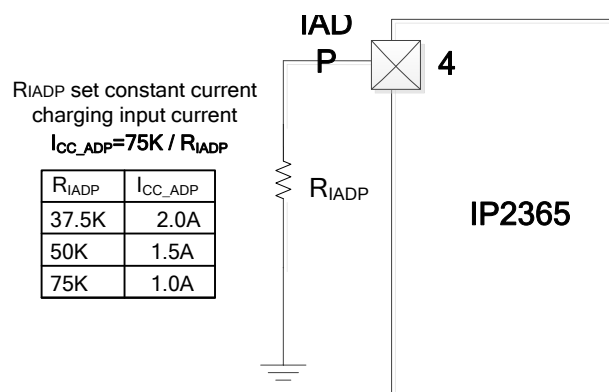 IAD
P
4
RIADP set constant current
charging input current
ICC_ADP=75K / RIADP
RIADP ICC_ADP
37.5K 2.0A
50K 1.5A
75K 1.0A
RIADP
IP2365